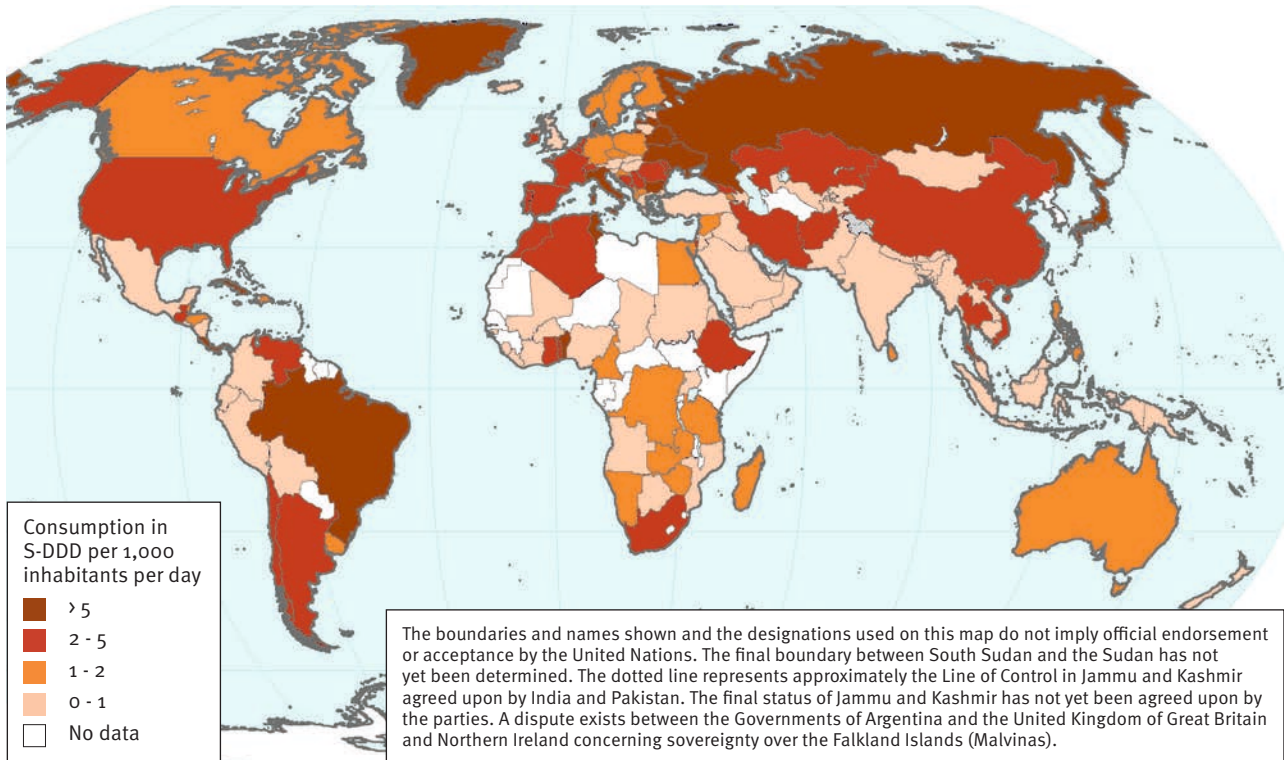 Consumption in
S-DDD per 1,000
inhabitants per day
> 5
2 - 5
1 - 2
0 - 1
No data
The boundaries and names shown and the designations used on this map do not imply official endorsement
or acceptance by the United Nations. The final boundary between South Sudan and the Sudan has not
yet been determined. The dotted line represents approximately the Line of Control in Jammu and Kashmir
agreed upon by India and Pakistan. The final status of Jammu and Kashmir has not yet been agreed upon by
the parties. A dispute exists between the Governments of Argentina and the United Kingdom of Great Britain
and Northern Ireland concerning sovereignty over the Falkland Islands (Malvinas).